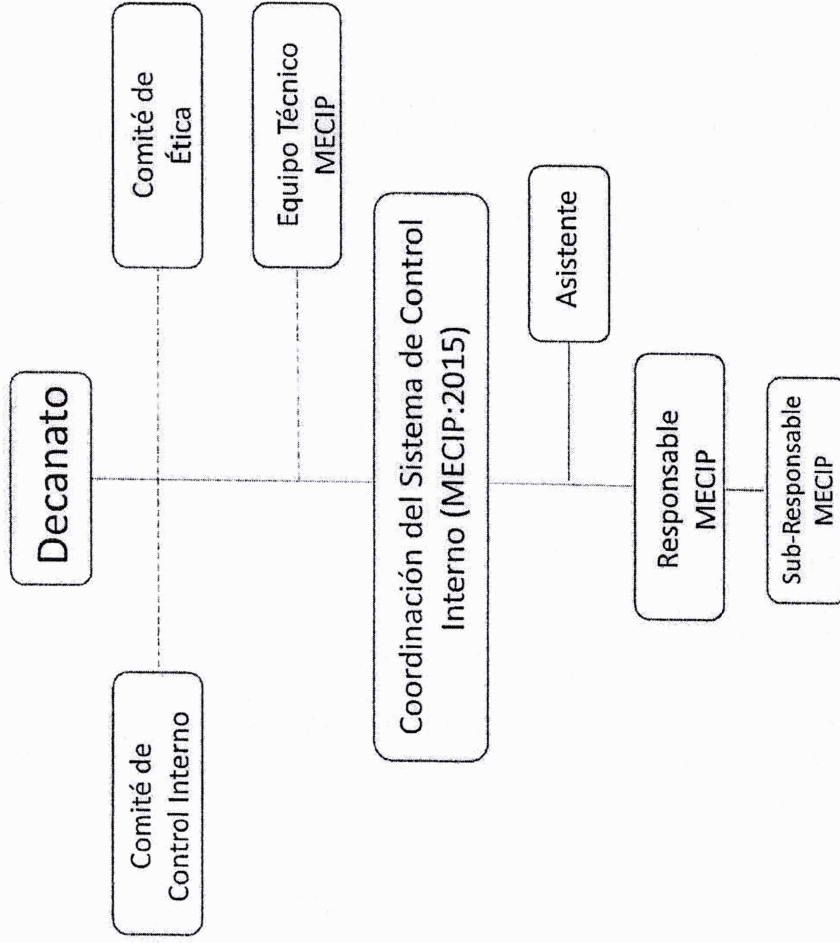 Decanato
Comité de
Control Interno
Comité de
Ética
Equipo Técnico
MECIP
Coordinación del Sistema de Control
Interno (MECIP:2015)
Asistente
Responsable
MECIP
Sub-Responsable
MECIP